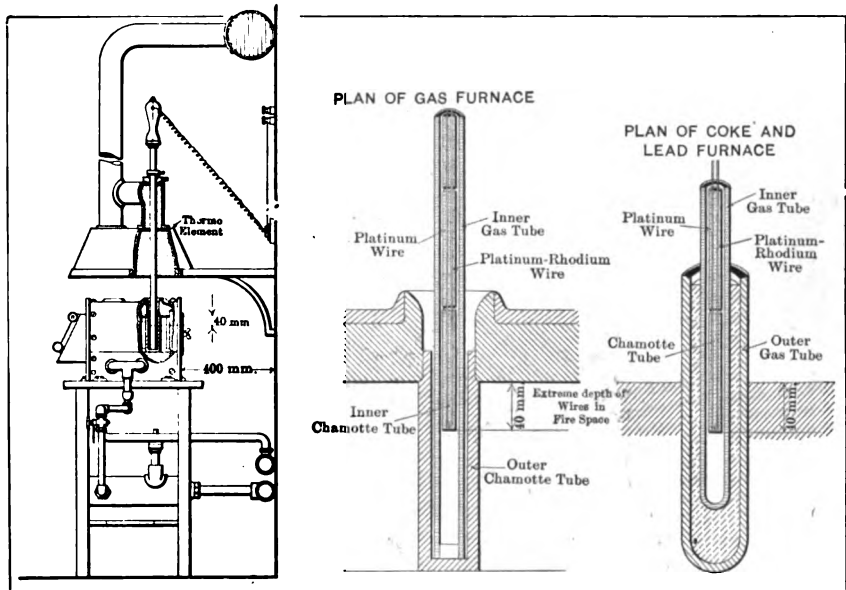 Thermo
Element
40 mm
400 mm.
PLAN OF GAS FURNACE
Platinum
Wire
Inner
Gas Tube
Platinum-Rhodium
Wire
Inner
Chamotte Tube
40 mm.
Extreme depth of
Wires in
Fire Space
Outer
Chamotte Tube
PLAN OF COKE AND
LEAD FURNACE
Platinum
Wire
Inner
Gas Tube
Platinum-
Rhodium
Wire
Chamotte
Tube
Outer
Gas Tube
40 mm.